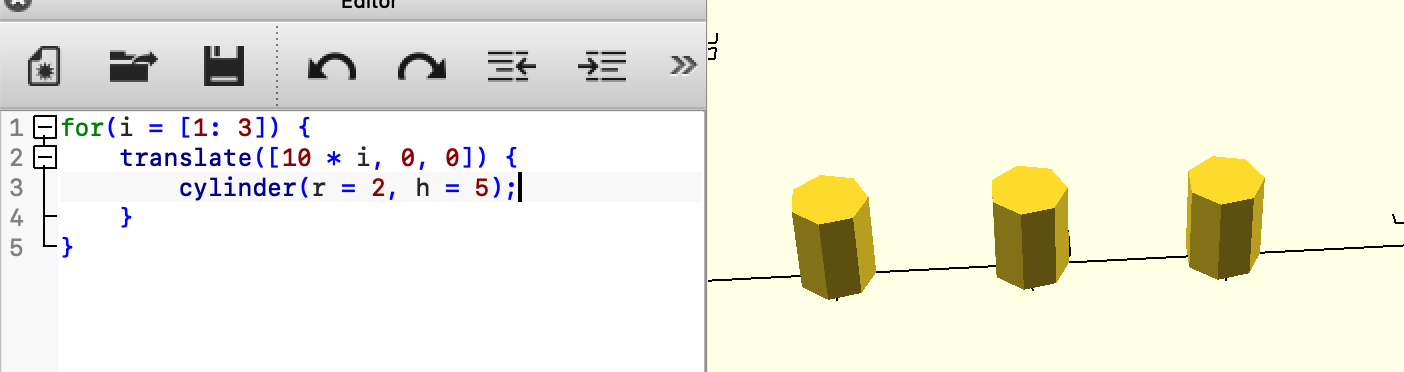 Editor
1 for(i = [1: 3]) {
2     translate([10 * i, 0, 0]) {
3         cylinder(r = 2, h = 5);
4     }
5 }